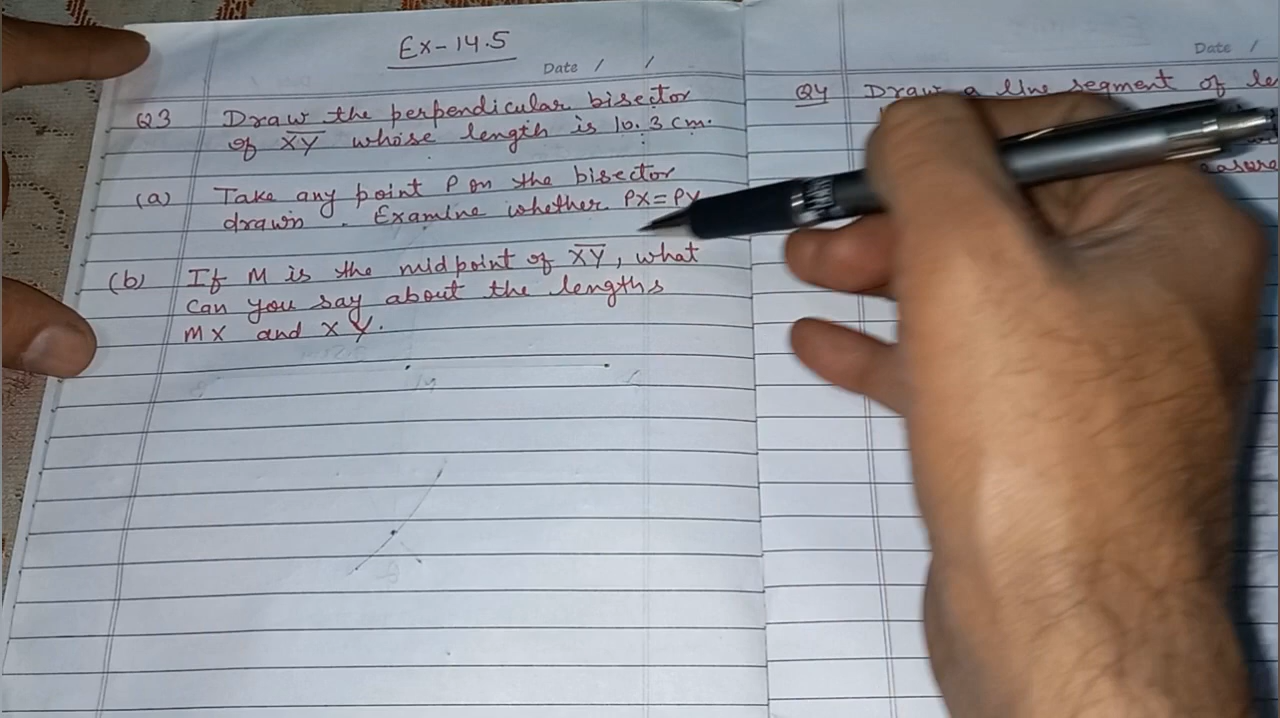 Ex-14.5
Date / /
Q3 Draw the perpendicular bisector
of XY whose length is 10.3 cm.
(a) Take any point P on the bisector
drawn. Examine whether PX=PY
(b) If M is the midpoint of XY, what
can you say about the lengths
MX and XY.
Date /
Q4 Draw a line segment of le